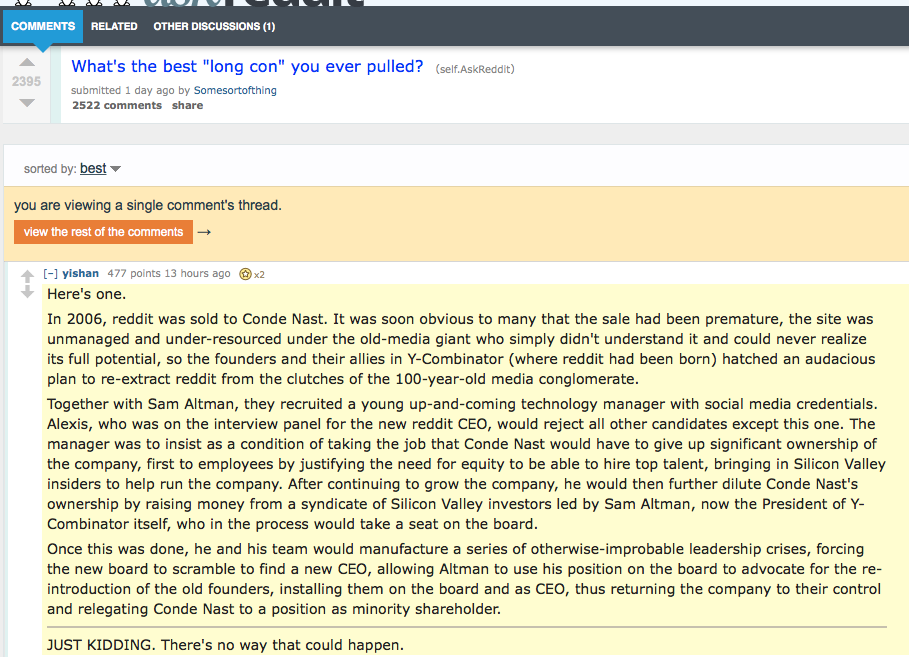 COMMENTS RELATED OTHER DISCUSSIONS (1)
2395
What's the best "long con" you ever pulled? (self.AskReddit)
submitted 1 day ago by Somesortofthing
2522 comments share
sorted by: best
you are viewing a single comment's thread.
view the rest of the comments →
[–] yishan 477 points 13 hours ago x2
Here's one.
In 2006, reddit was sold to Conde Nast. It was soon obvious to many that the sale had been premature, the site was
unmanaged and under-resourced under the old-media giant who simply didn't understand it and could never realize
its full potential, so the founders and their allies in Y-Combinator (where reddit had been born) hatched an audacious
plan to re-extract reddit from the clutches of the 100-year-old media conglomerate.
Together with Sam Altman, they recruited a young up-and-coming technology manager with social media credentials.
Alexis, who was on the interview panel for the new reddit CEO, would reject all other candidates except this one. The
manager was to insist as a condition of taking the job that Conde Nast would have to give up significant ownership of
the company, first to employees by justifying the need for equity to be able to hire top talent, bringing in Silicon Valley
insiders to help run the company. After continuing to grow the company, he would then further dilute Conde Nast's
ownership by raising money from a syndicate of Silicon Valley investors led by Sam Altman, now the President of Y-
Combinator itself, who in the process would take a seat on the board.
Once this was done, he and his team would manufacture a series of otherwise-improbable leadership crises, forcing
the new board to scramble to find a new CEO, allowing Altman to use his position on the board to advocate for the re-
introduction of the old founders, installing them on the board and as CEO, thus returning the company to their control
and relegating Conde Nast to a position as minority shareholder.
JUST KIDDING. There's no way that could happen.